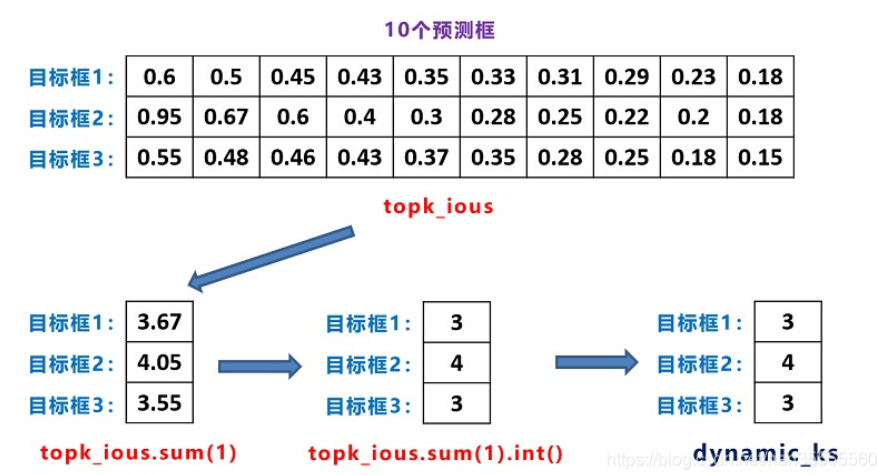 10个预测框
目标框1： 0.6 0.5 0.45 0.43 0.35 0.33 0.31 0.29 0.23 0.18
目标框2： 0.95 0.67 0.6 0.4 0.3 0.28 0.25 0.22 0.2 0.18
目标框3： 0.55 0.48 0.46 0.43 0.37 0.35 0.28 0.25 0.18 0.15
topk_ious
目标框1： 3.67 目标框1： 3 目标框1： 3
目标框2： 4.05 目标框2： 4 目标框2： 4
目标框3： 3.55 目标框3： 3 目标框3： 3
topk_ious.sum(1) topk_ious.sum(1).int() dynamic_ks